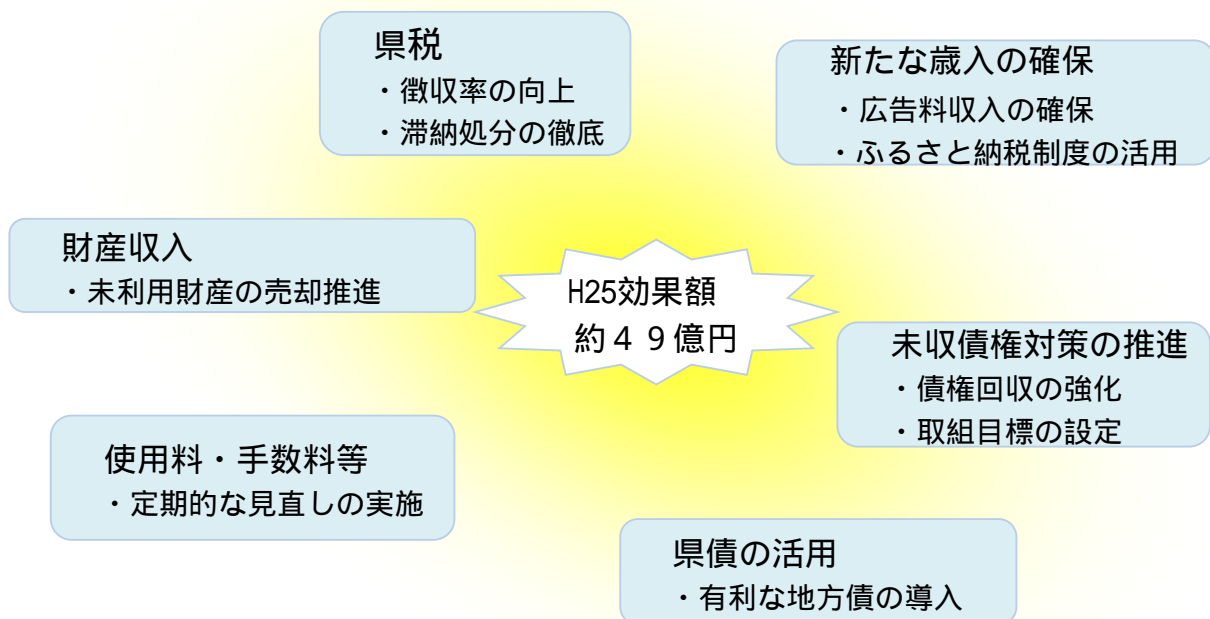 県税
・徴収率の向上
・滞納処分の徹底
新たな歳入の確保
・広告料収入の確保
・ふるさと納税制度の活用
財産収入
・未利用財産の売却推進
H25効果額
約４９億円
未収債権対策の推進
・債権回収の強化
・取組目標の設定
使用料・手数料等
・定期的な見直しの実施
県債の活用
・有利な地方債の導入